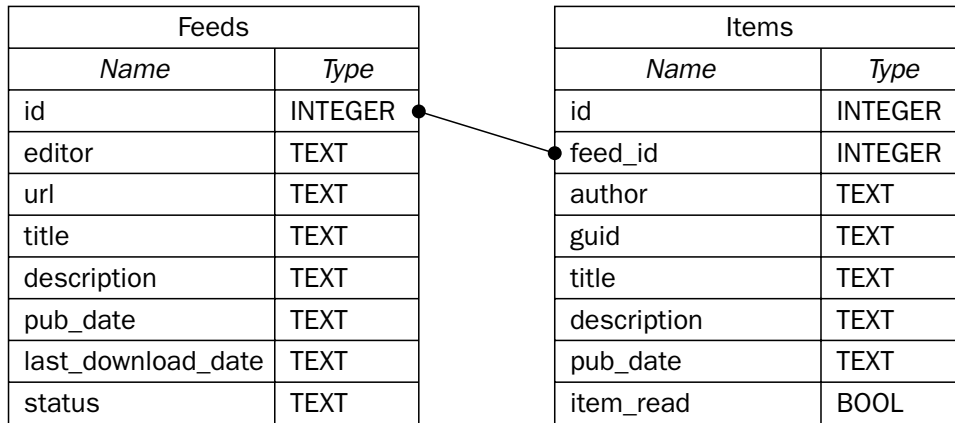 Feeds
Name Type
id INTEGER
editor TEXT
url TEXT
title TEXT
description TEXT
pub_date TEXT
last_download_date TEXT
status TEXT
Items
Name Type
id INTEGER
feed_id INTEGER
author TEXT
guid TEXT
title TEXT
description TEXT
pub_date TEXT
item_read BOOL